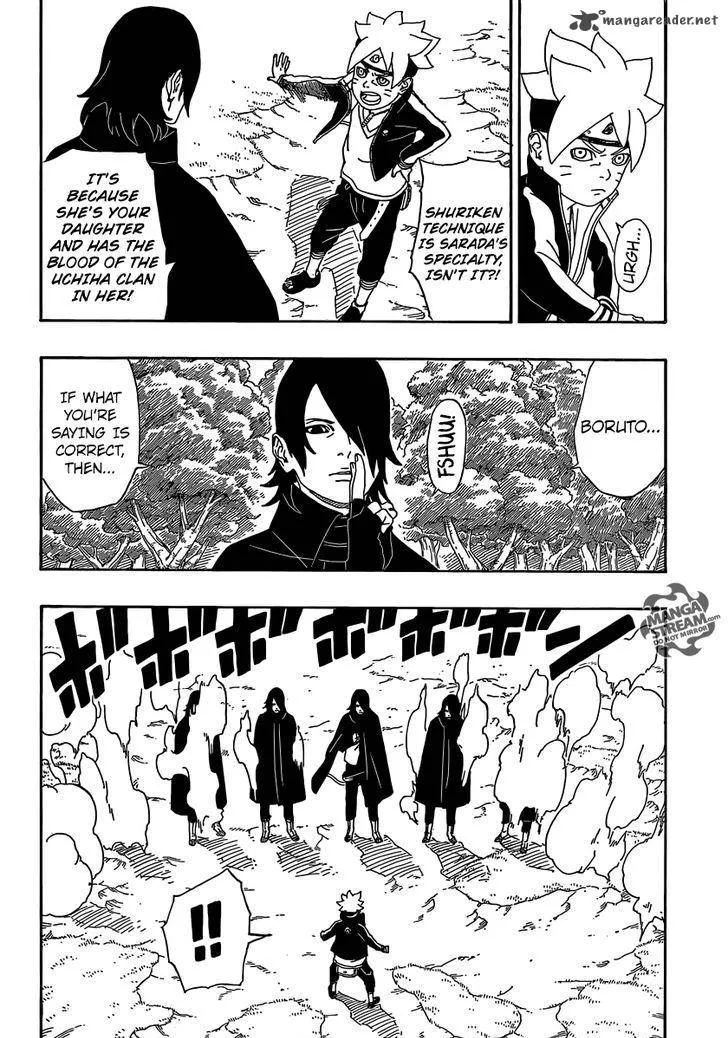 mangareader.net
URGH...
SHURIKEN
TECHNIQUE
IS SARADA'S
SPECIALTY,
ISN'T IT?!
IT'S
BECAUSE
SHE'S YOUR
DAUGHTER
AND HAS THE
BLOOD OF THE
UCHIHA CLAN
IN HER!
BORUTO...
FSHUU!
IF WHAT
YOU'RE
SAYING IS
CORRECT,
THEN...
MANGA
STREAM.com
DO NOT MIRROR
ボボボボボボン
!!